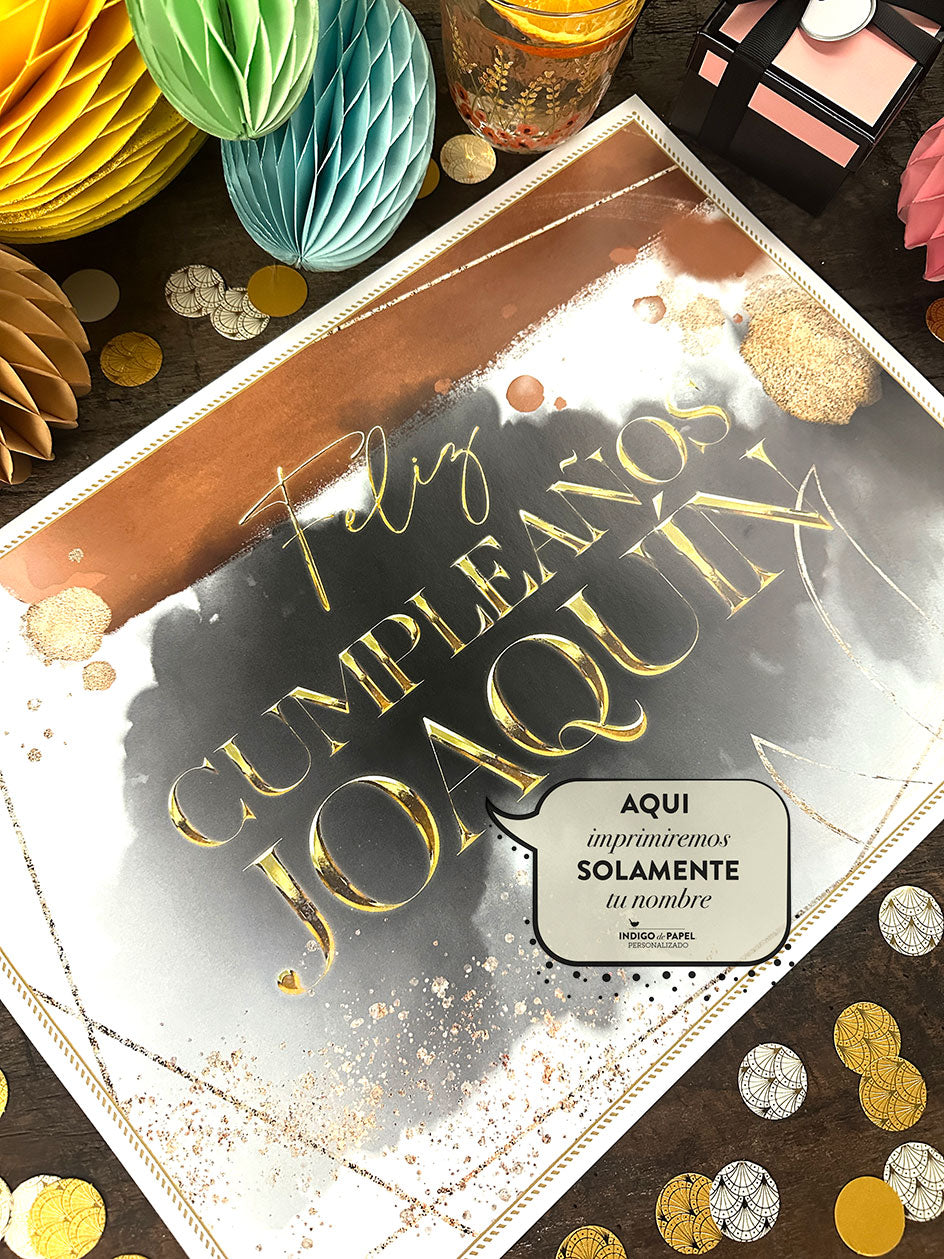 Feliz
CUMPLEAÑOS
JOAQUÍN
AQUI
imprimiremos
SOLAMENTE
tu nombre
INDIGO de PAPEL
PERSONALIZADO